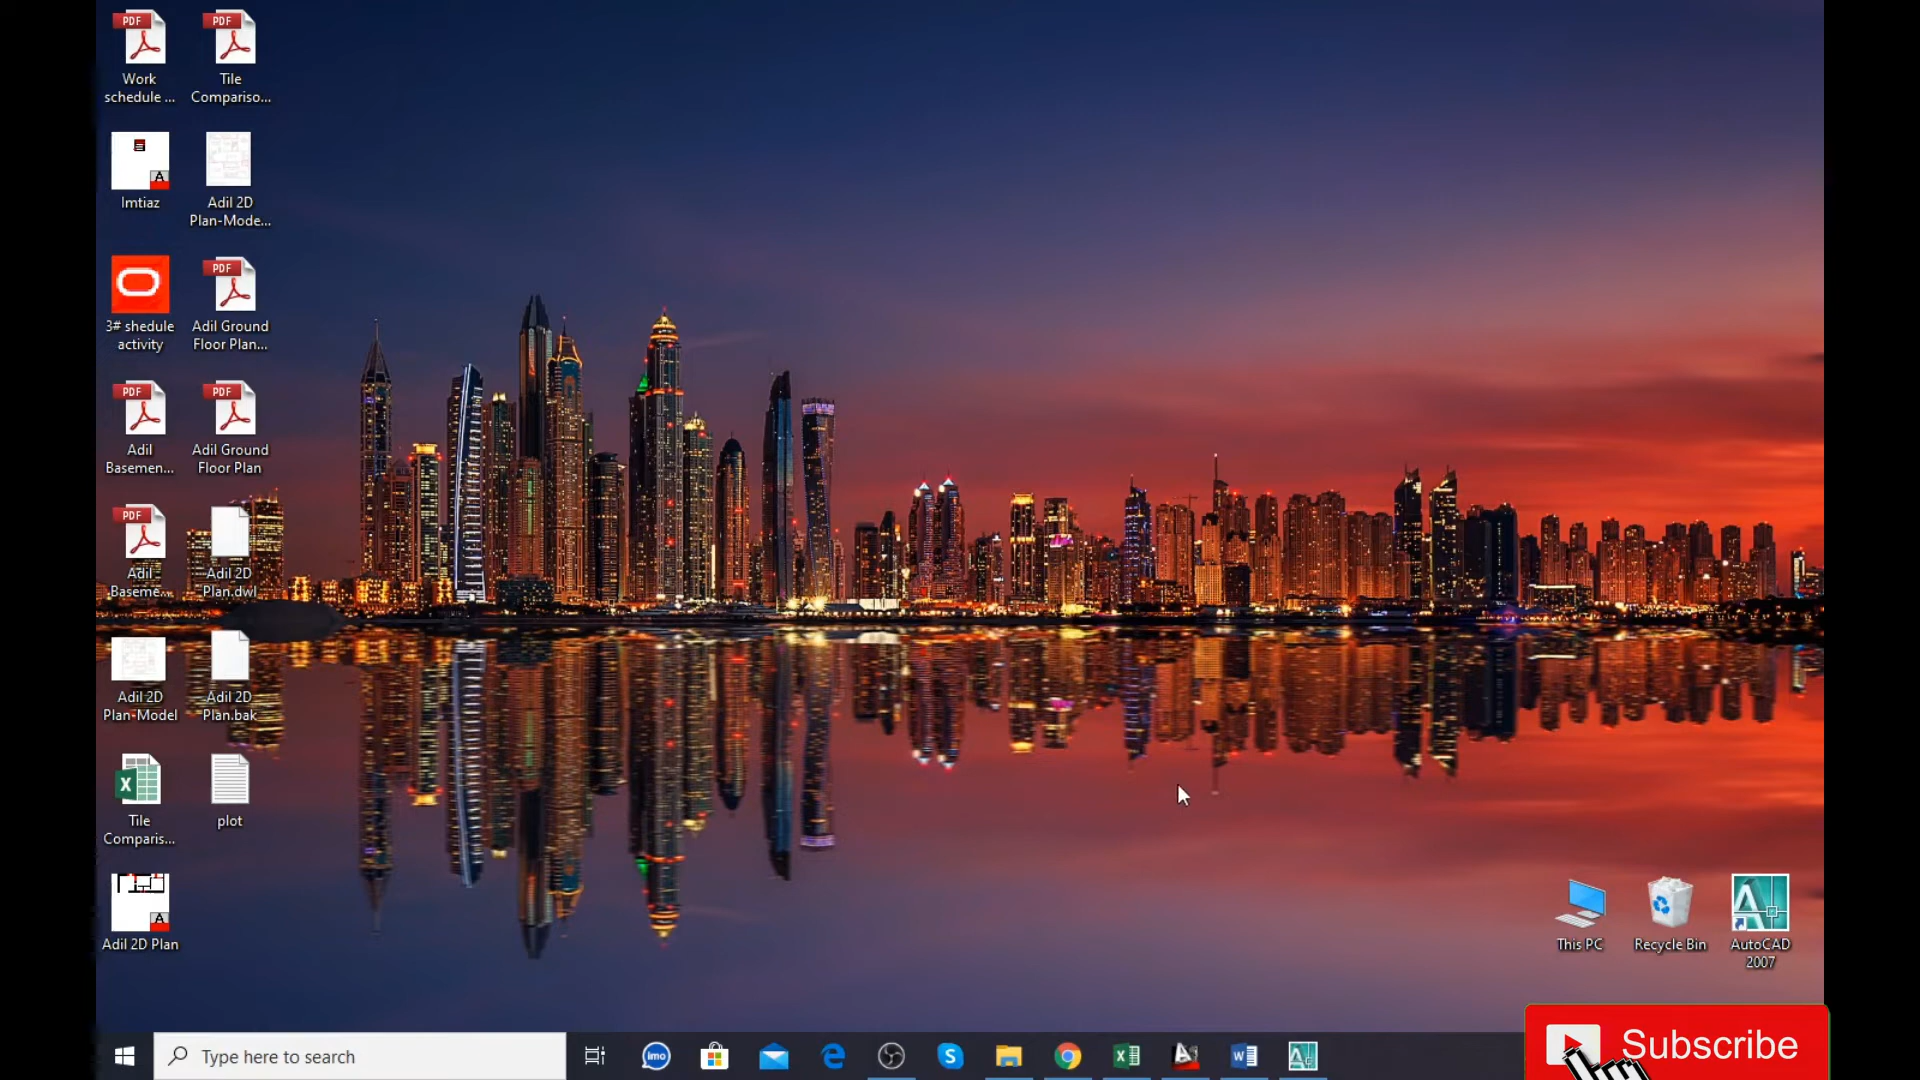 PDF
Work
schedule ...
PDF
Tile
Compariso...
A
Imtiaz
Adil 2D
Plan-Mode...
3# shedule
activity
PDF
Adil Ground
Floor Plan...
PDF
Adil
Basemen...
PDF
Adil Ground
Floor Plan
PDF
Adil
Baseme...
Adil 2D
Plan.dwl
Adil 2D
Plan-Model
Adil 2D
Plan.bak
X
Tile
Comparis...
plot
A
Adil 2D Plan
This PC
Recycle Bin
AutoCAD
2007
Type here to search
imo
Subscribe